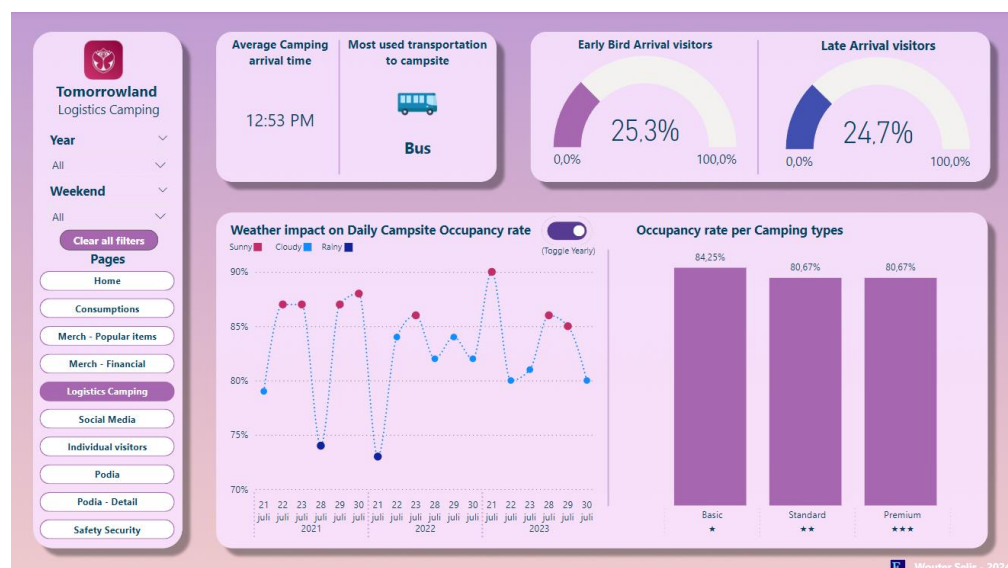 Tomorrowland
Logistics Camping
Year
All
Weekend
All
Clear all filters
Pages
Home
Consumptions
Merch - Popular items
Merch - Financial
Logistics Camping
Social Media
Individual visitors
Podia
Podia - Detail
Safety Security
Average Camping
arrival time
12:53 PM
Most used transportation
to campsite
Bus
Early Bird Arrival visitors
25,3%
0,0% 100,0%
Late Arrival visitors
24,7%
0,0% 100,0%
Weather impact on Daily Campsite Occupancy rate
(Toggle Yearly)
Sunny Cloudy Rainy
90%
85%
80%
75%
70%
21 22 23 28 29 30 21 22 23 28 29 30 21 22 23 28 29 30
juli juli juli juli juli juli juli juli juli juli juli juli juli juli juli juli juli juli
2021 2022 2023
Occupancy rate per Camping types
84,25% 80,67% 80,67%
Basic Standard Premium
★ ★★ ★★★
Wouter Selis